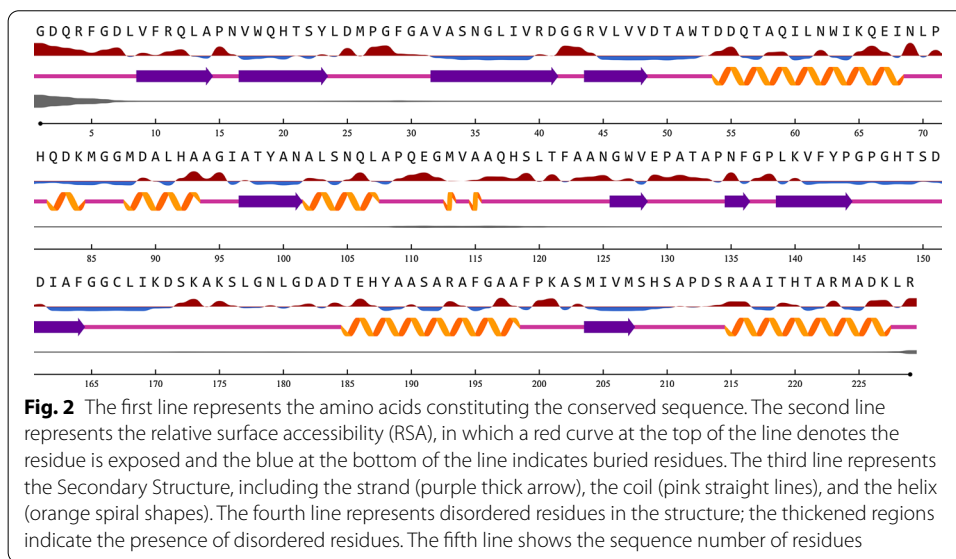 G D Q R F G D L V F R Q L A P N V W Q H T S Y L D M P G F G A V A S N G L I V R D G G R V L V V D T A W T D D Q T A Q I L N W I K Q E I N L P
5 10 15 20 25 30 35 40 45 50 55 60 65 70
H Q D K M G G M D A L H A A G I A T Y A N A L S N Q L A P Q E G M V A A Q H S L T F A A N G W V E P A T A P N F G P L K V F Y P G P G H T S D
85 90 95 100 105 110 115 120 125 130 135 140 145 150
D I A F G G C L I K D S K A K S L G N L G D A D T E H Y A A S A R A F G A A F P K A S M I V M S H S A P D S R A A I T H T A R M A D K L R
165 170 175 180 185 190 195 200 205 210 215 220 225
Fig. 2 The first line represents the amino acids constituting the conserved sequence. The second line
represents the relative surface accessibility (RSA), in which a red curve at the top of the line denotes the
residue is exposed and the blue at the bottom of the line indicates buried residues. The third line represents
the Secondary Structure, including the strand (purple thick arrow), the coil (pink straight lines), and the helix
(orange spiral shapes). The fourth line represents disordered residues in the structure; the thickened regions
indicate the presence of disordered residues. The fifth line shows the sequence number of residues